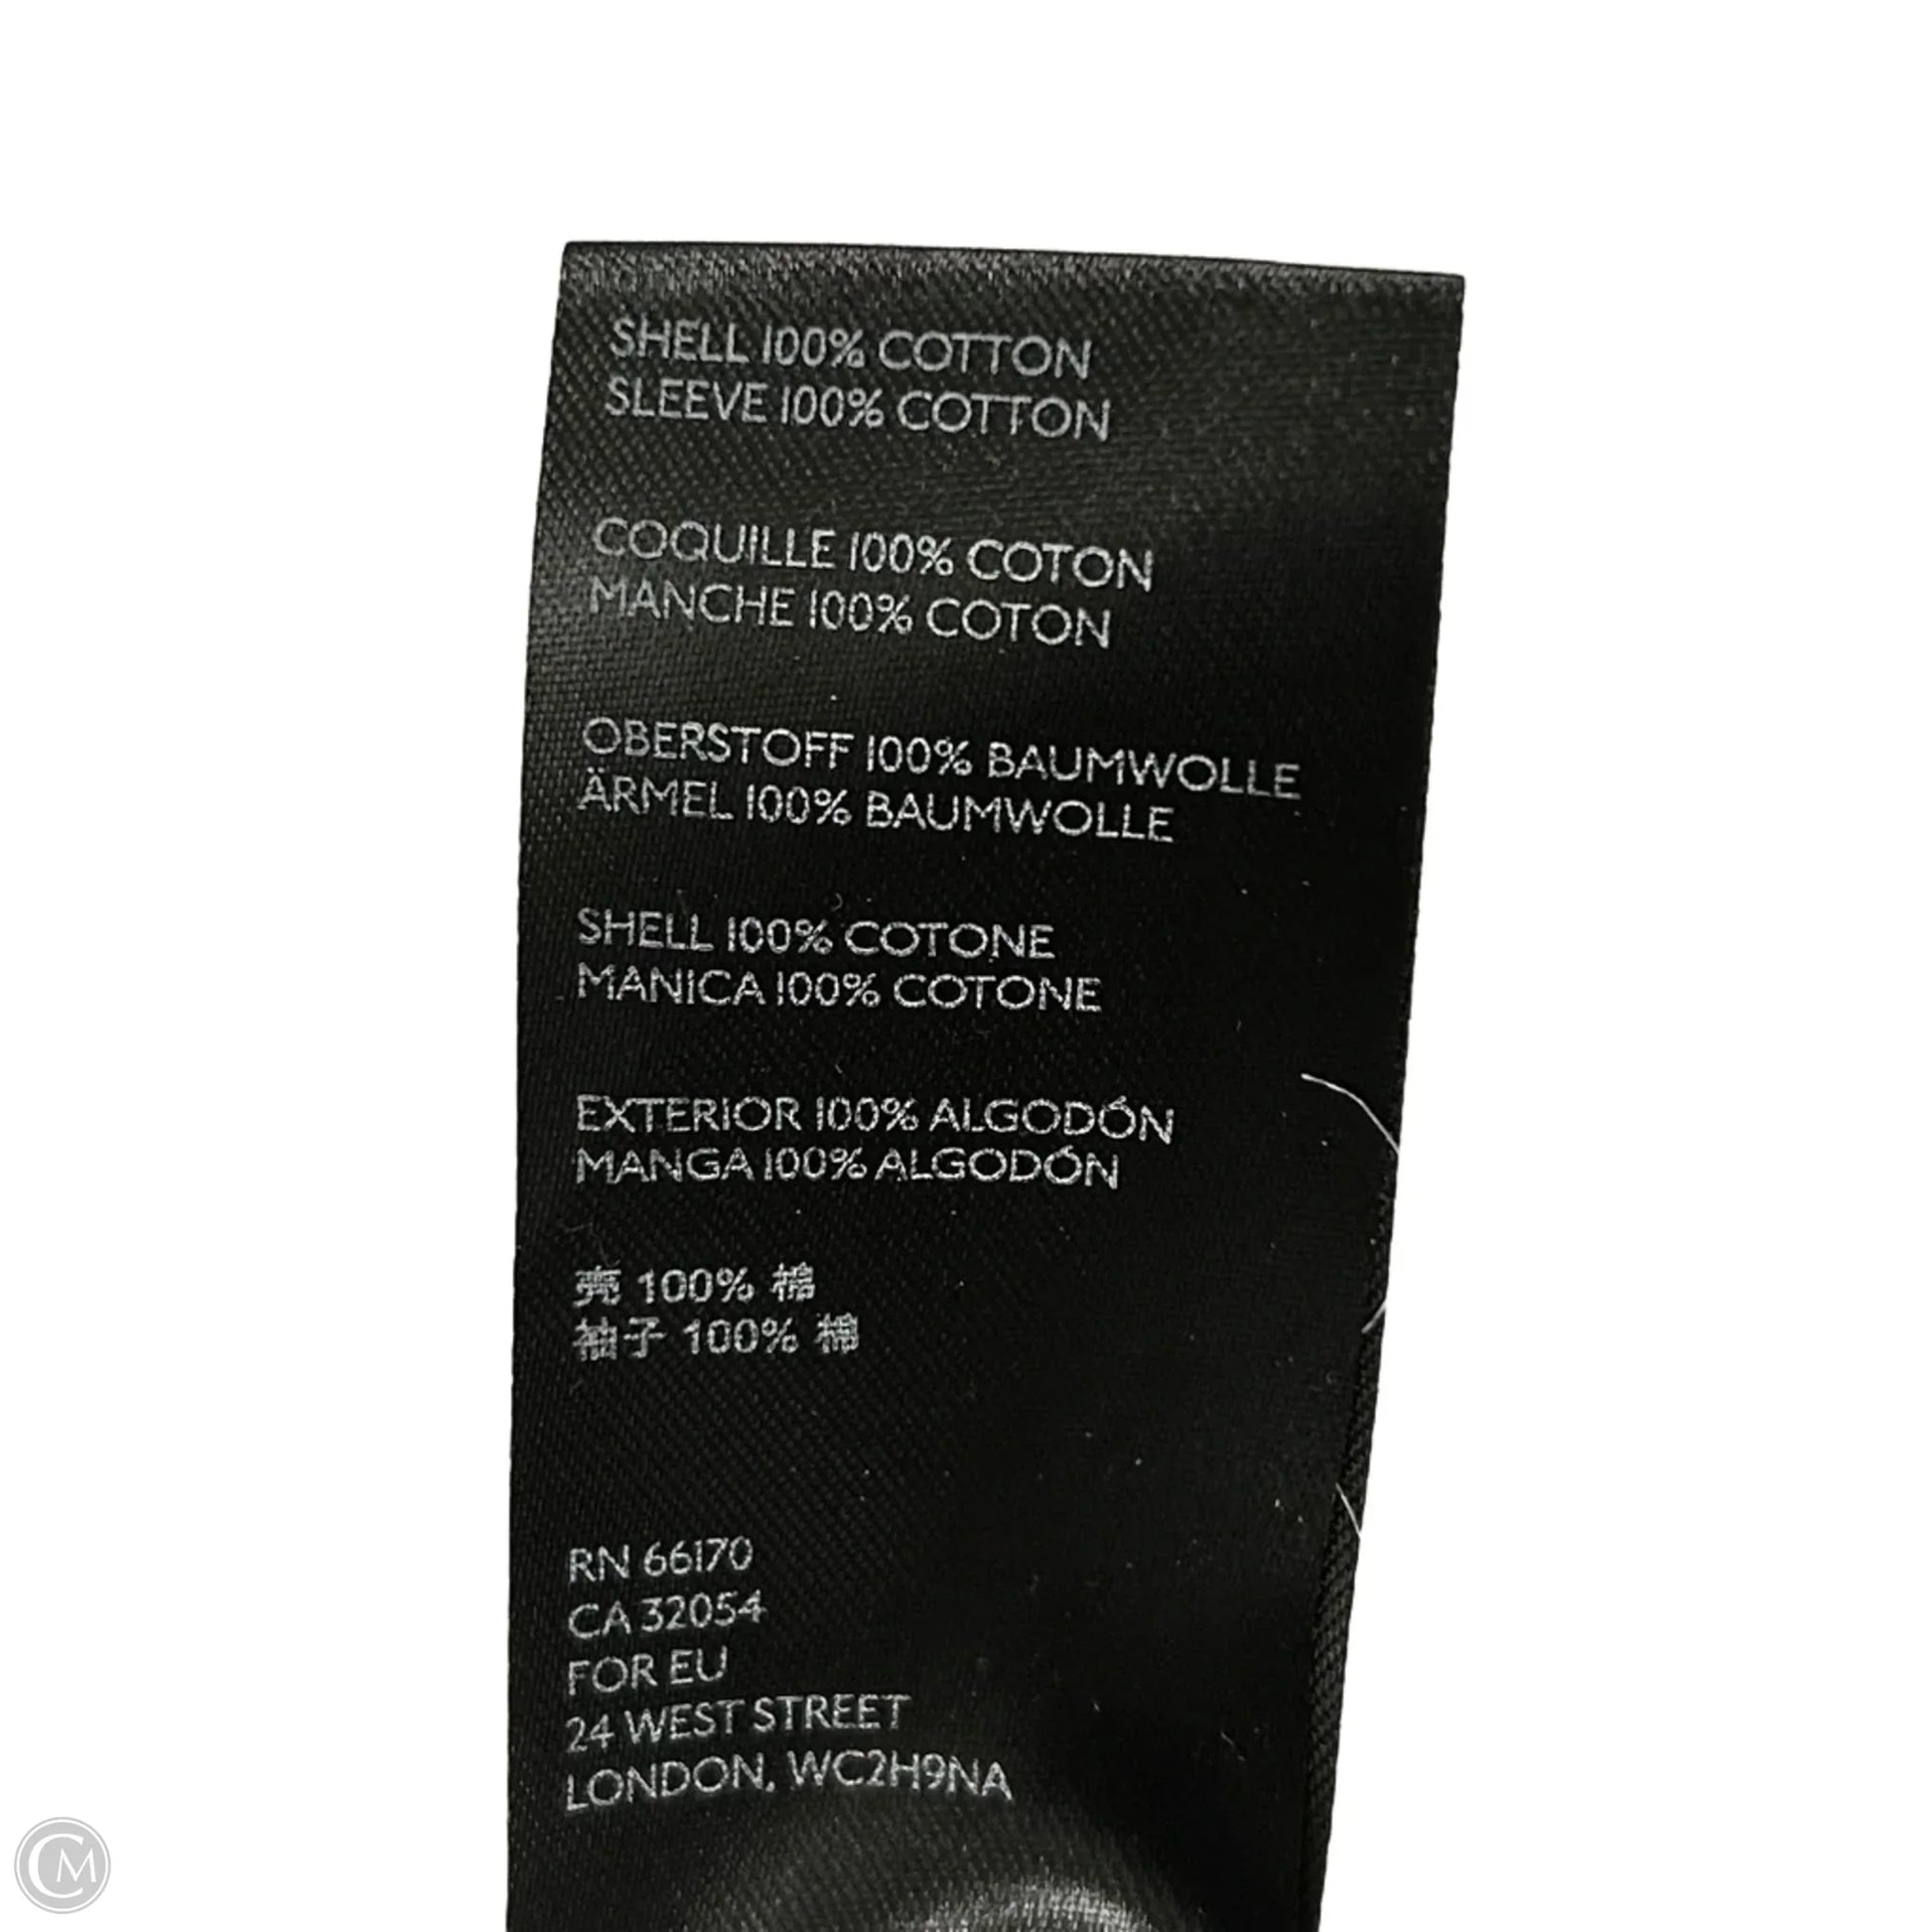 SHELL 100% COTTON
SLEEVE 100% COTTON
COQUILLE 100% COTON
MANCHE 100% COTON
OBERSTOFF 100% BAUMWOLLE
ÄRMEL 100% BAUMWOLLE
SHELL 100% COTONE
MANICA 100% COTONE
EXTERIOR 100% ALGODÓN
MANGA 100% ALGODÓN
壳 100% 棉
袖子 100% 棉
RN 66170
CA 32054
FOR EU
24 WEST STREET
LONDON, WC2H9NA
CM